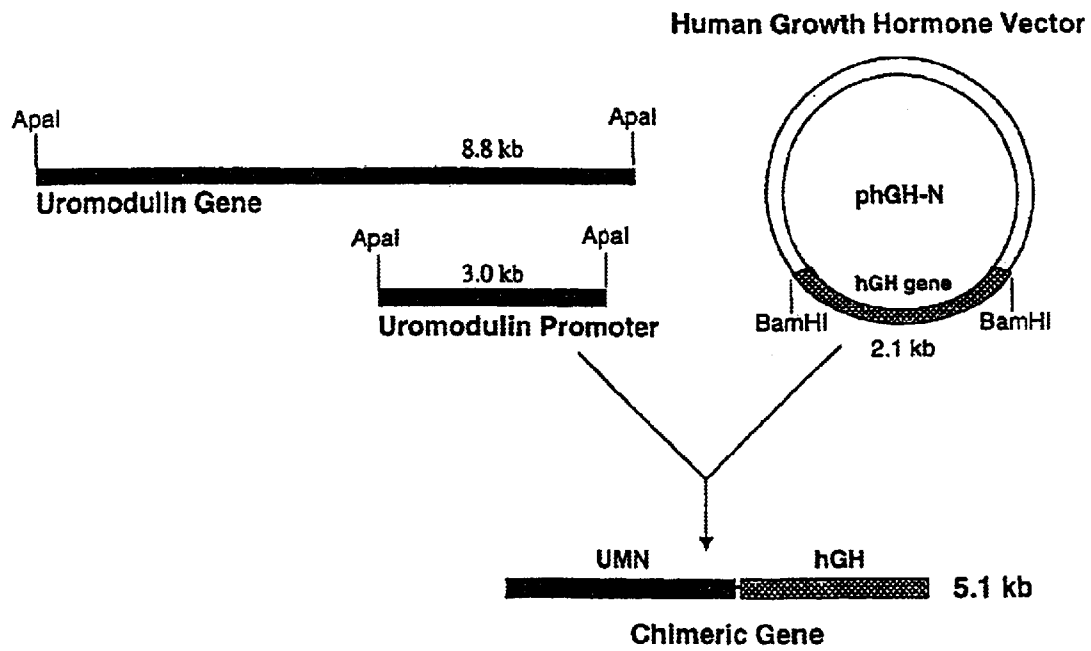 Human Growth Hormone Vector
ApaI
ApaI
8.8 kb
Uromodulin Gene
ApaI
ApaI
3.0 kb
Uromodulin Promoter
phGH-N
hGH gene
BamHI
BamHI
2.1 kb
UMN
hGH
5.1 kb
Chimeric Gene